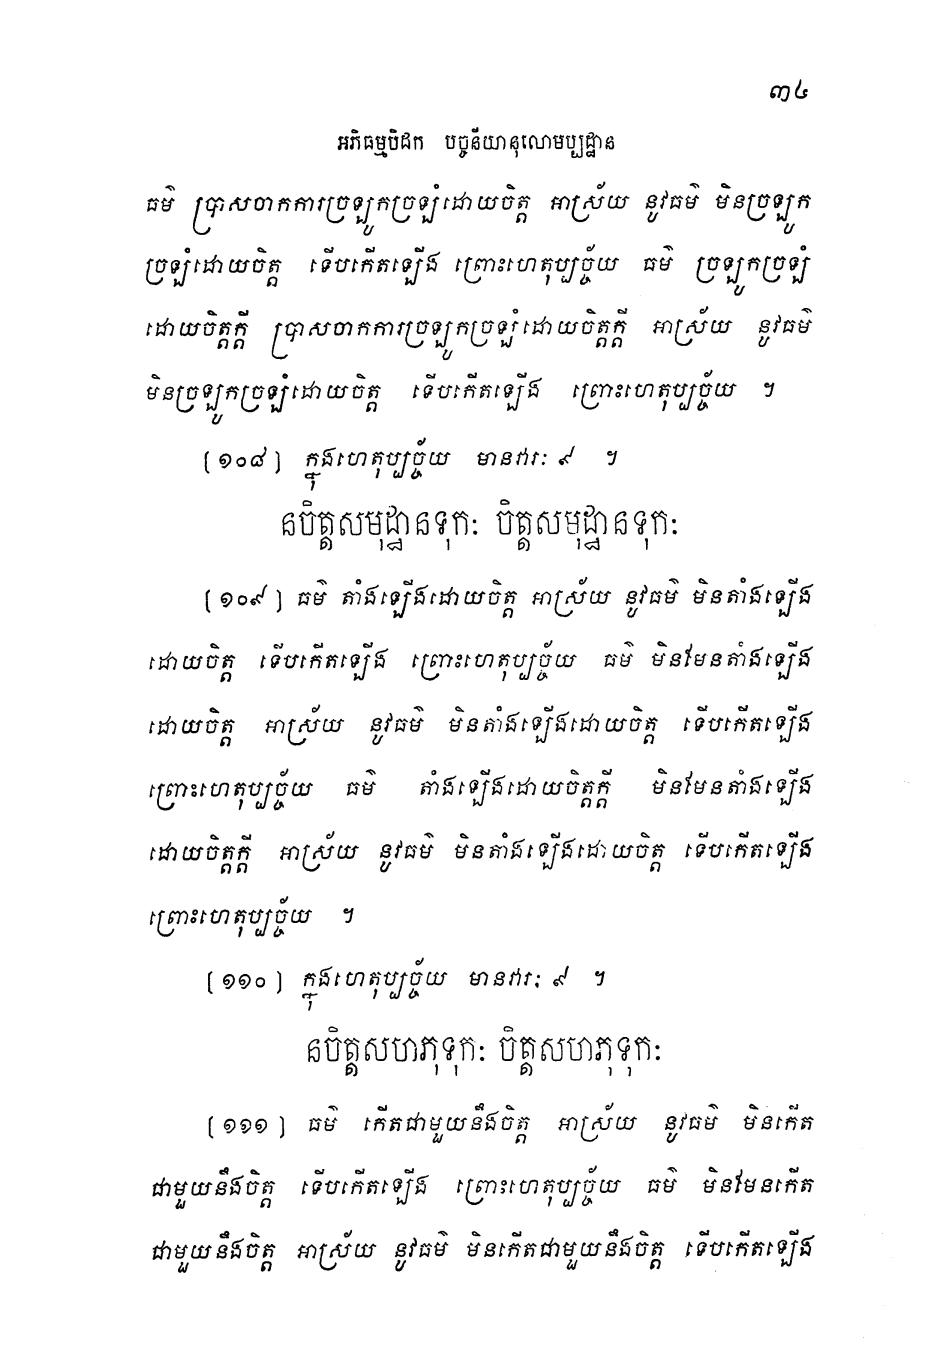 ៣៤
អភិធម្មបិដក បច្ចនីយានុលោមប្បដ្ឋាន
ធម៌ ប្រាសចាកការច្រឡូកច្រឡំដោយចិត្ត អាស្រ័យ នូវធម៌ មិនច្រឡូក
ច្រឡំដោយចិត្ត ទើបកើតឡើង ព្រោះហេតុប្បច្ច័យ ធម៌ ច្រឡូកច្រឡំ
ដោយចិត្តក្តី ប្រាសចាកការច្រឡូកច្រឡំដោយចិត្តក្តី អាស្រ័យ នូវធម៌
មិនច្រឡូកច្រឡំដោយចិត្ត ទើបកើតឡើង ព្រោះហេតុប្បច្ច័យ ។
(១០៨) ក្នុងហេតុប្បច្ច័យ មានវារៈ ៩ ។
នចិត្តសមុដ្ឋានទុកៈ ចិត្តសមុដ្ឋានទុកៈ
(១០៩) ធម៌ តាំងឡើងដោយចិត្ត អាស្រ័យ នូវធម៌ មិនតាំងឡើង
ដោយចិត្ត ទើបកើតឡើង ព្រោះហេតុប្បច្ច័យ ធម៌ មិនមែនតាំងឡើង
ដោយចិត្ត អាស្រ័យ នូវធម៌ មិនតាំងឡើងដោយចិត្ត ទើបកើតឡើង
ព្រោះហេតុប្បច្ច័យ ធម៌ តាំងឡើងដោយចិត្តក្តី មិនមែនតាំងឡើង
ដោយចិត្តក្តី អាស្រ័យ នូវធម៌ មិនតាំងឡើងដោយចិត្ត ទើបកើតឡើង
ព្រោះហេតុប្បច្ច័យ ។
(១១០) ក្នុងហេតុប្បច្ច័យ មានវារៈ ៩ ។
នចិត្តសហភុទុកៈ ចិត្តសហភុទុកៈ
(១១១) ធម៌ កើតជាមួយនឹងចិត្ត អាស្រ័យ នូវធម៌ មិនកើត
ជាមួយនឹងចិត្ត ទើបកើតឡើង ព្រោះហេតុប្បច្ច័យ ធម៌ មិនមែនកើត
ជាមួយនឹងចិត្ត អាស្រ័យ នូវធម៌ មិនកើតជាមួយនឹងចិត្ត ទើបកើតឡើង